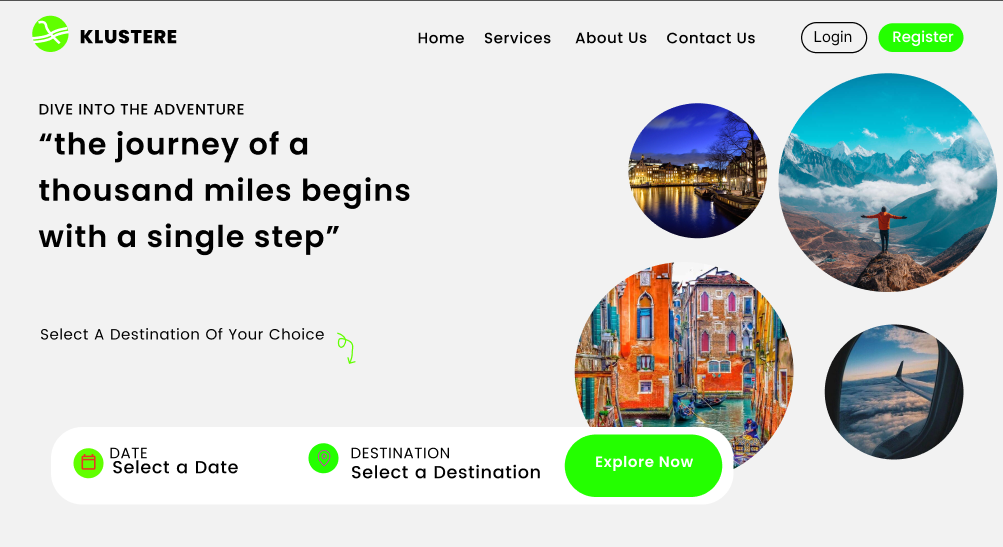 KLUSTERE
Home Services About Us Contact Us Login Register
DIVE INTO THE ADVENTURE
“the journey of a
thousand miles begins
with a single step”
Select A Destination Of Your Choice
DATE
Select a Date
DESTINATION
Select a Destination
Explore Now